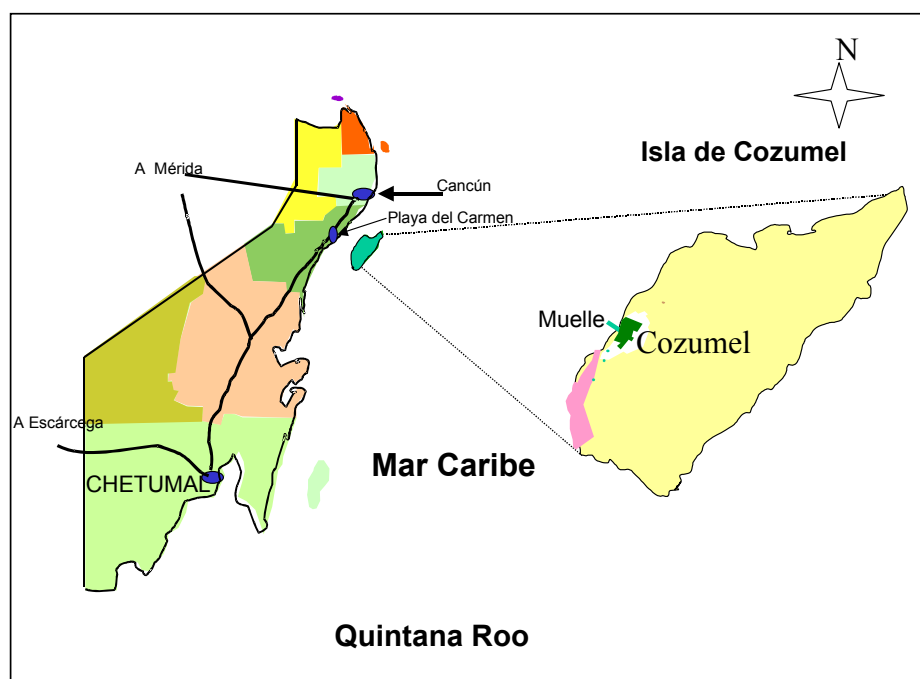 N
Isla de Cozumel
A Mérida
Cancún
Playa del Carmen
Muelle
Cozumel
A Escárcega
Mar Caribe
CHETUMAL
Quintana Roo